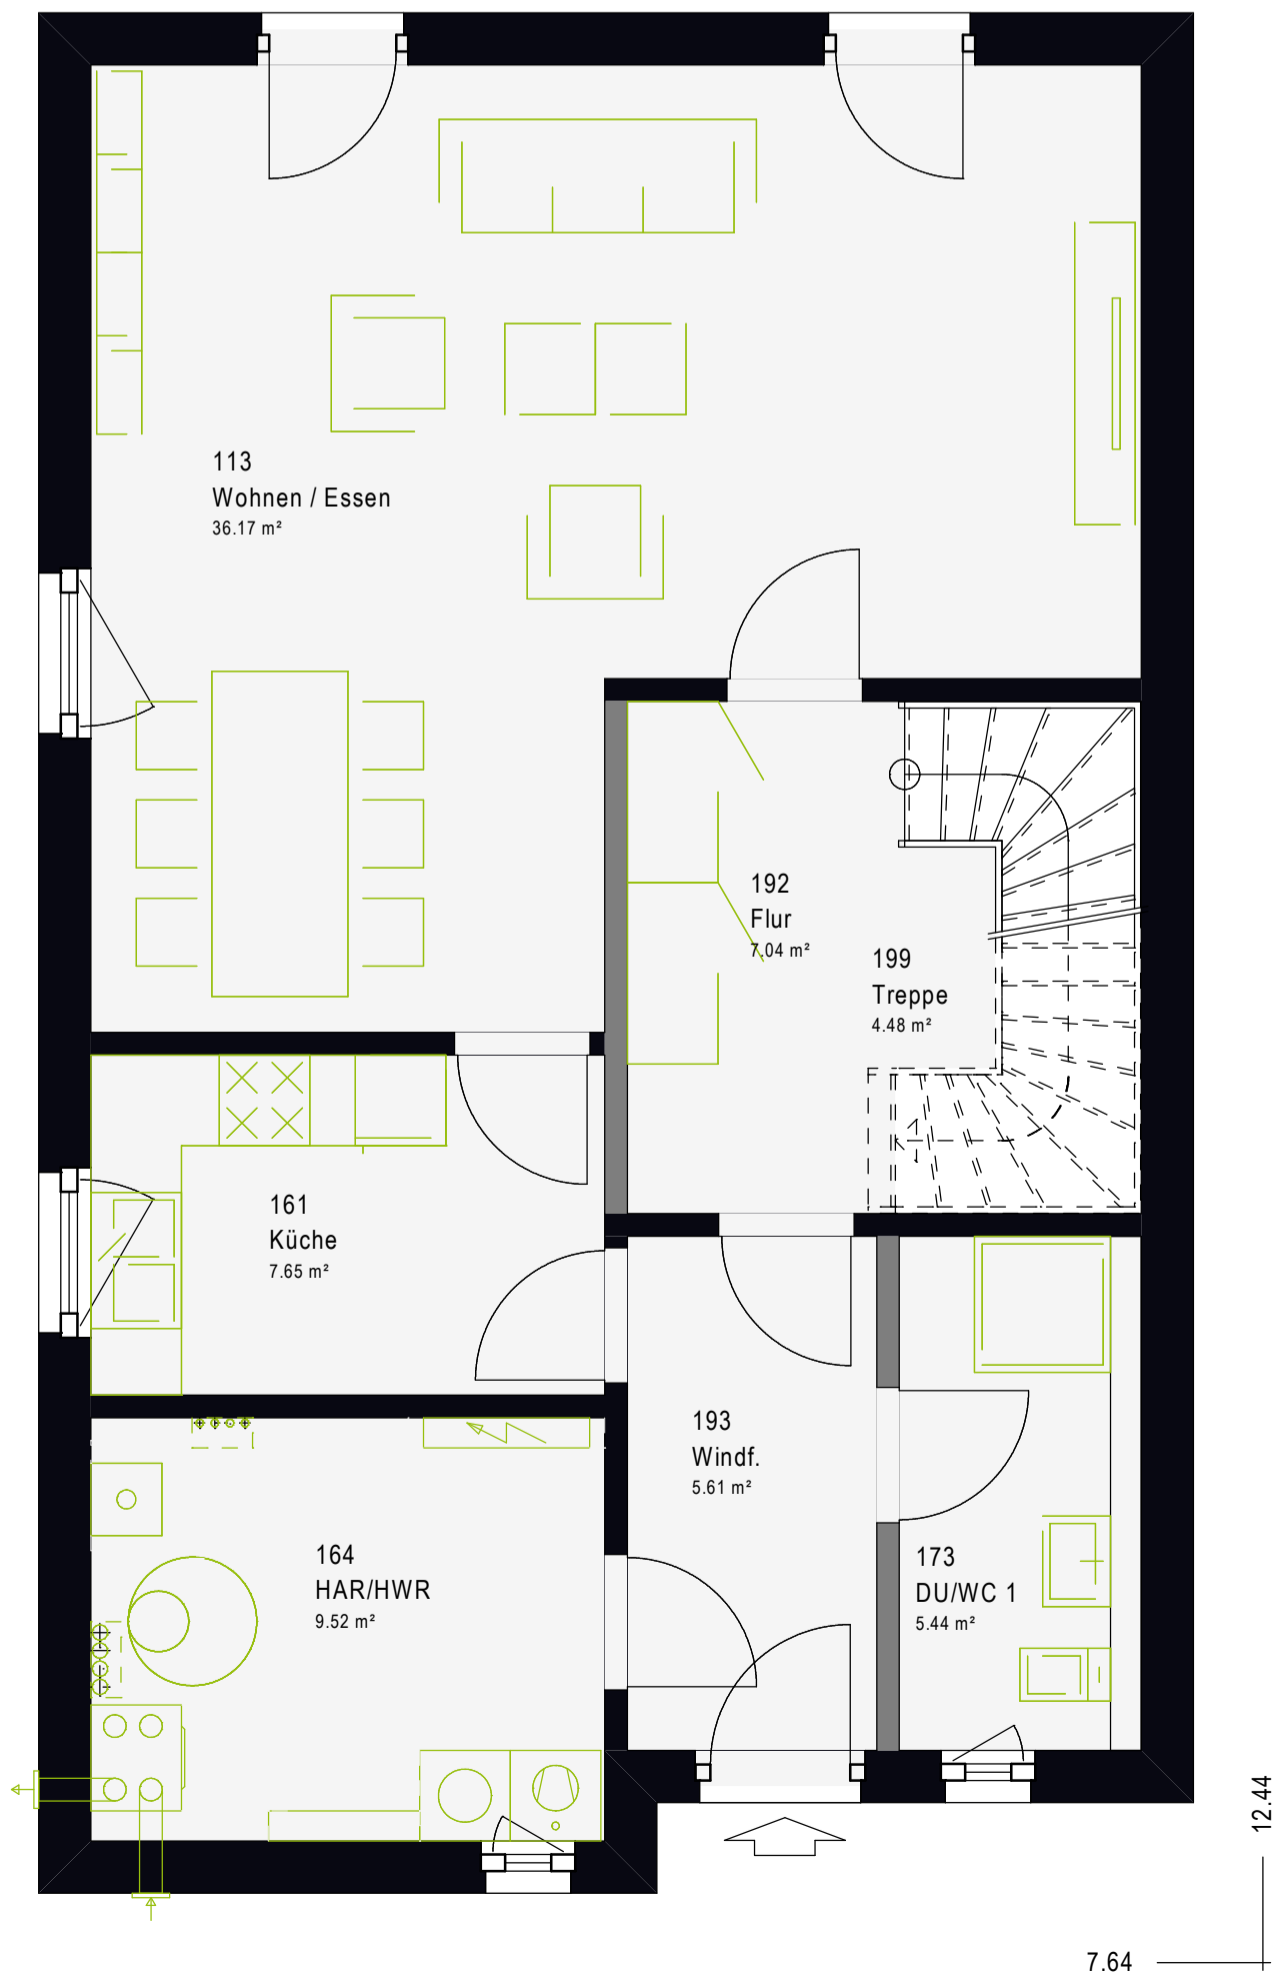 113
Wohnen / Essen
36.17 m²
192
Flur
7.04 m²
199
Treppe
4.48 m²
161
Küche
7.65 m²
193
Windf.
5.61 m²
164
HAR/HWR
9.52 m²
173
DU/WC 1
5.44 m²
12.44
7.64